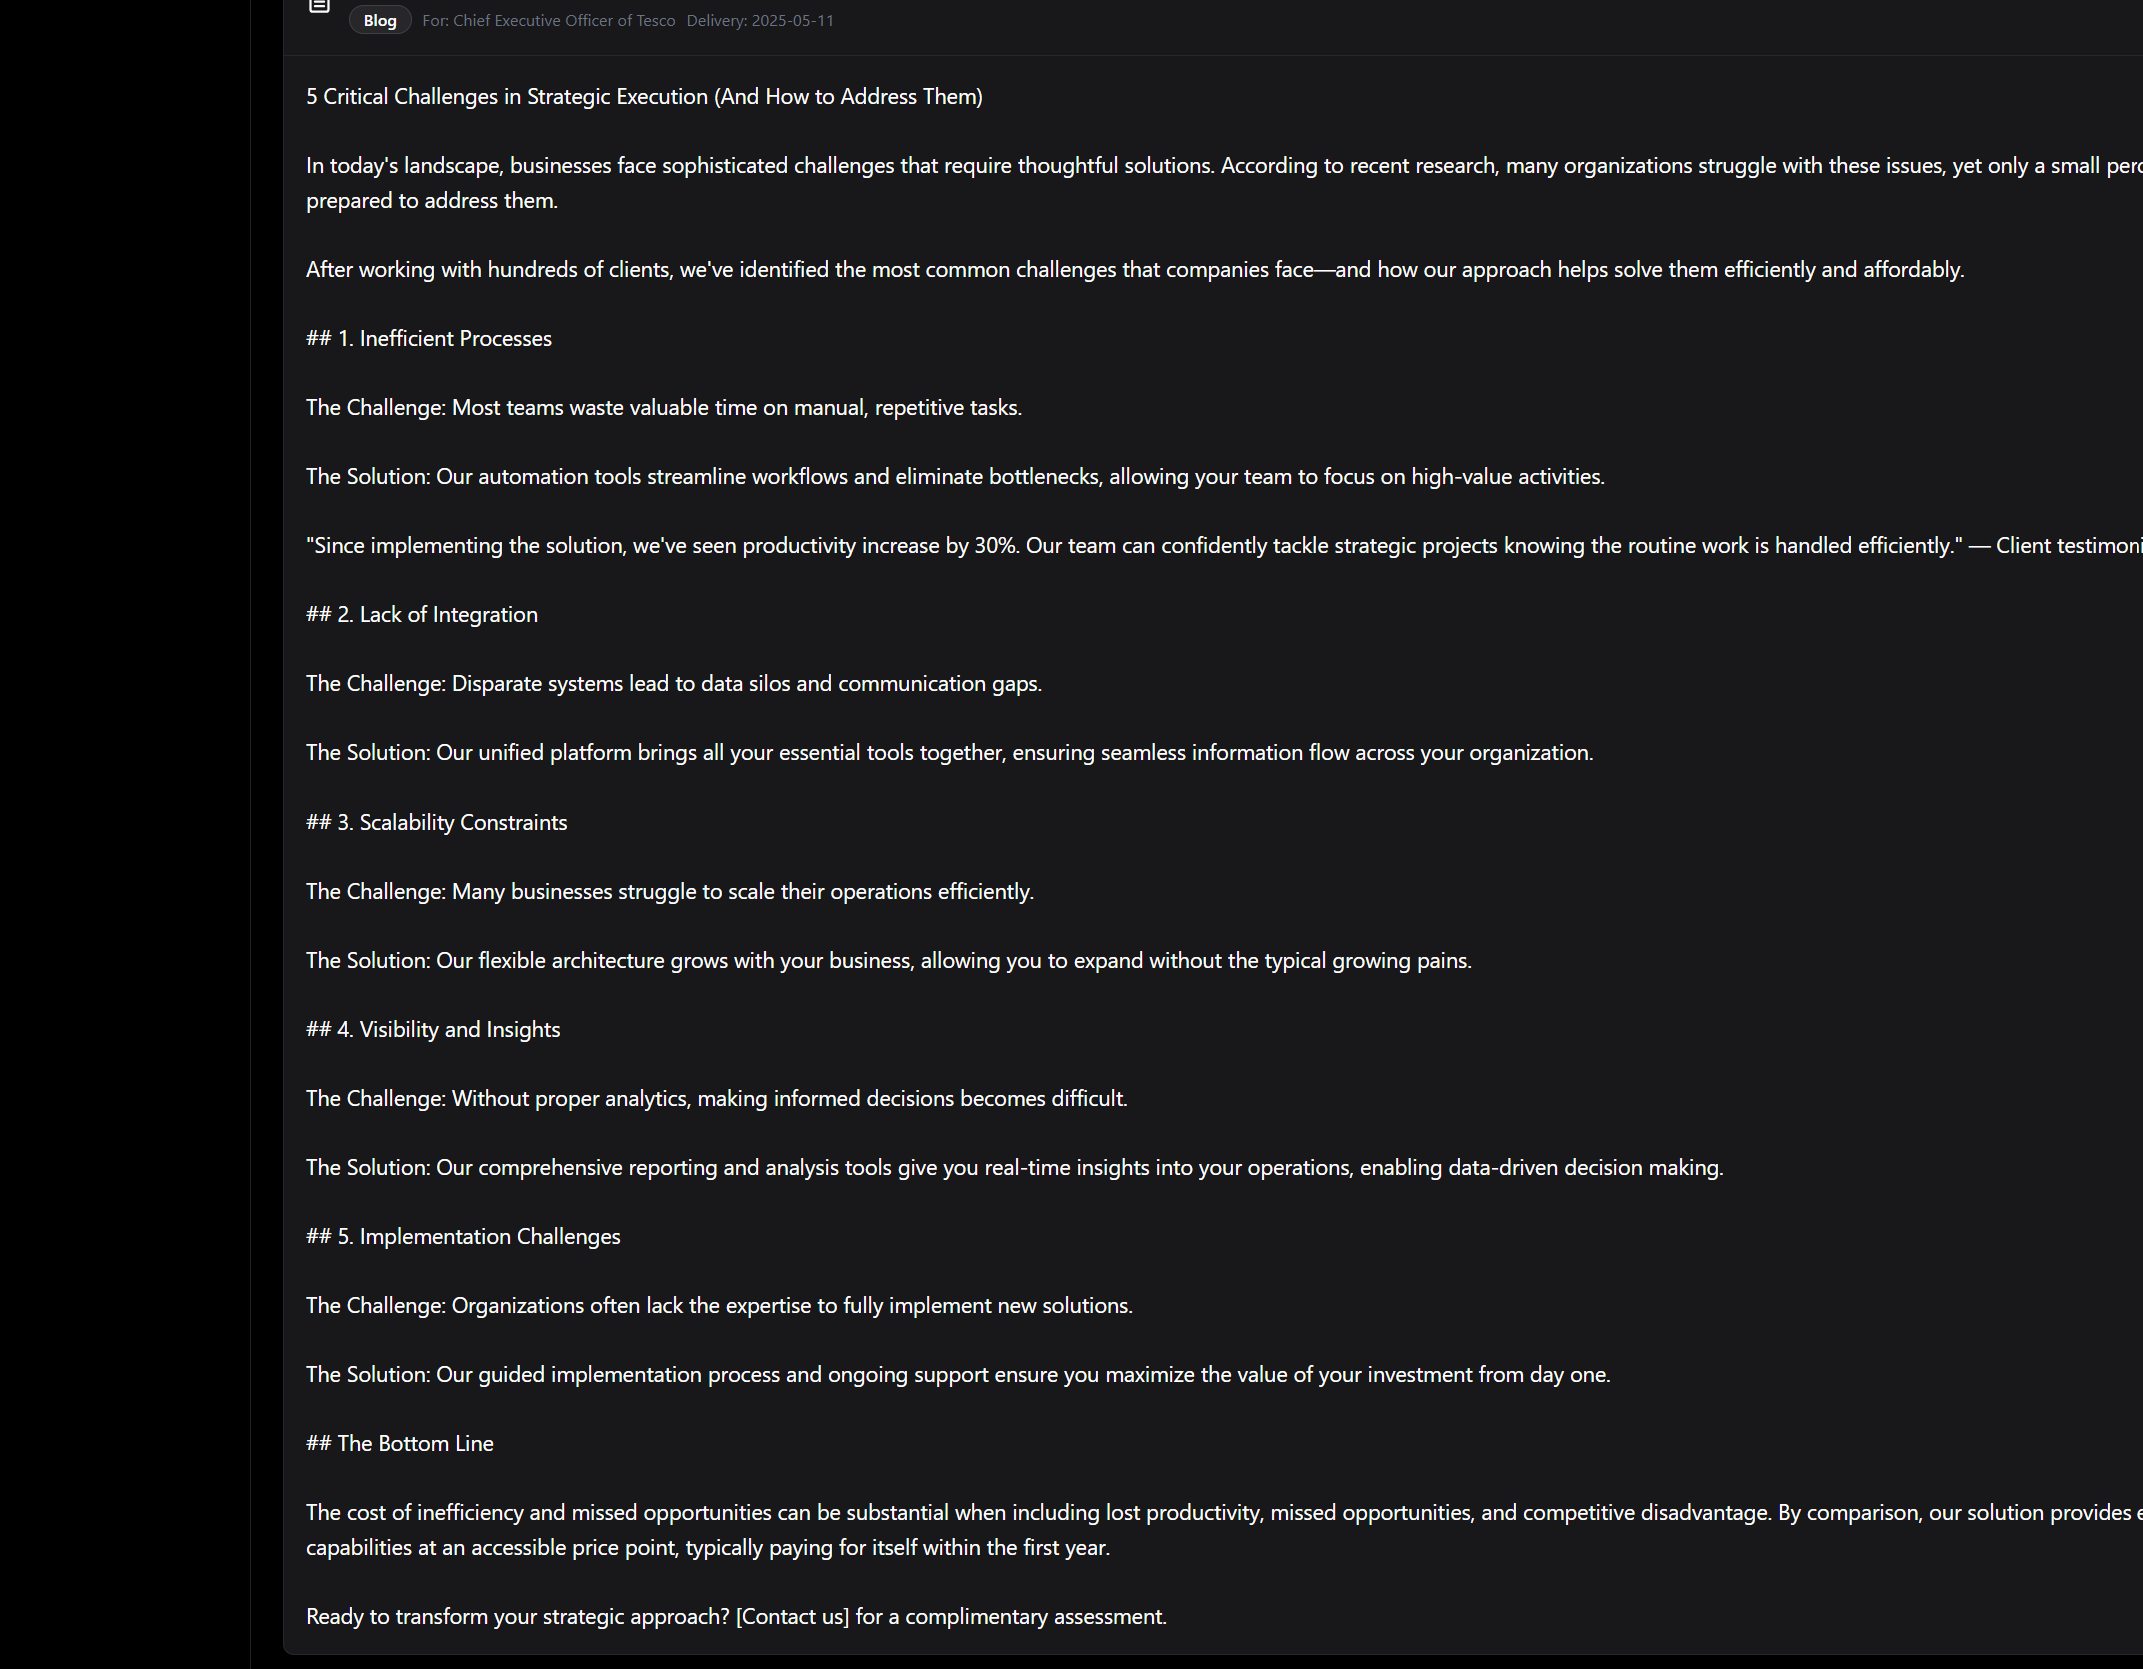 Blog For: Chief Executive Officer of Tesco Delivery: 2025-05-11
5 Critical Challenges in Strategic Execution (And How to Address Them)
In today's landscape, businesses face sophisticated challenges that require thoughtful solutions. According to recent research, many organizations struggle with these issues, yet only a small
prepared to address them.
After working with hundreds of clients, we've identified the most common challenges that companies face—and how our approach helps solve them efficiently and affordably.
## 1. Inefficient Processes
The Challenge: Most teams waste valuable time on manual, repetitive tasks.
The Solution: Our automation tools streamline workflows and eliminate bottlenecks, allowing your team to focus on high-value activities.
"Since implementing the solution, we've seen productivity increase by 30%. Our team can confidently tackle strategic projects knowing the routine work is handled efficiently." — Client
## 2. Lack of Integration
The Challenge: Disparate systems lead to data silos and communication gaps.
The Solution: Our unified platform brings all your essential tools together, ensuring seamless information flow across your organization.
## 3. Scalability Constraints
The Challenge: Many businesses struggle to scale their operations efficiently.
The Solution: Our flexible architecture grows with your business, allowing you to expand without the typical growing pains.
## 4. Visibility and Insights
The Challenge: Without proper analytics, making informed decisions becomes difficult.
The Solution: Our comprehensive reporting and analysis tools give you real-time insights into your operations, enabling data-driven decision making.
## 5. Implementation Challenges
The Challenge: Organizations often lack the expertise to fully implement new solutions.
The Solution: Our guided implementation process and ongoing support ensure you maximize the value of your investment from day one.
## The Bottom Line
The cost of inefficiency and missed opportunities can be substantial when including lost productivity, missed opportunities, and competitive disadvantage. By comparison, our solution provides
capabilities at an accessible price point, typically paying for itself within the first year.
Ready to transform your strategic approach? [Contact us] for a complimentary assessment.